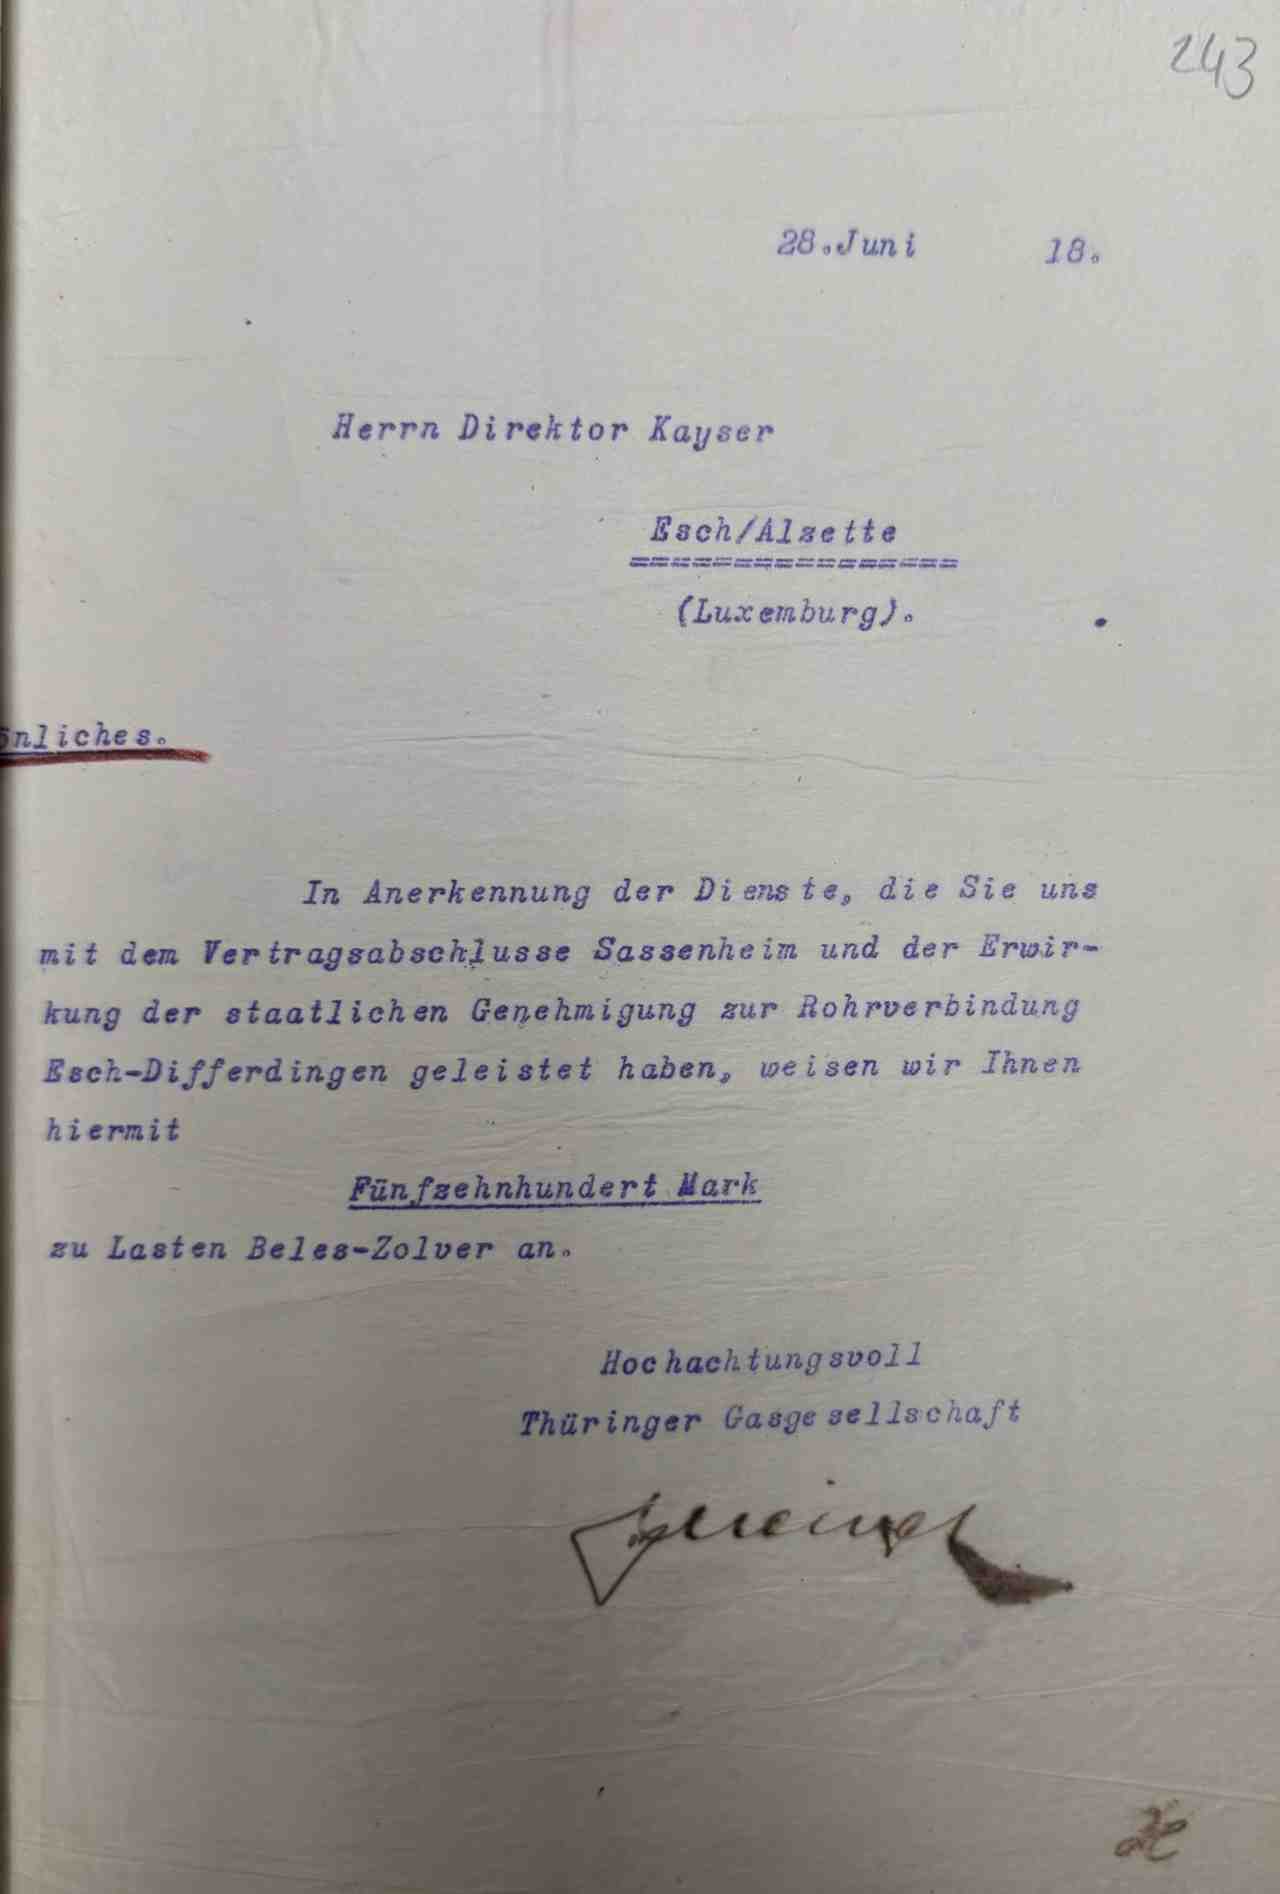 243
28.Juni 18.
Herrn Direktor Kayser
Esch/Alzette
================
(Luxemburg).
önliches.
In Anerkennung der Dienste, die Sie uns
mit dem Vertragsabschlusse Sassenheim und der Erwir-
kung der staatlichen Genehmigung zur Rohrverbindung
Esch-Differdingen geleistet haben, weisen wir Ihnen
hiermit
Fünfzehnhundert Mark
zu Lasten Beles-Zolver an.
Hochachtungsvoll
Thüringer Gasgesellschaft